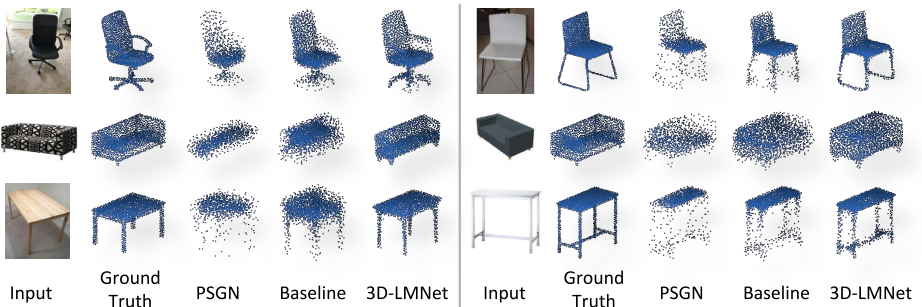 Input
Ground
Truth
PSGN
Baseline
3D-LMNet
Input
Ground
Truth
PSGN
Baseline
3D-LMNet